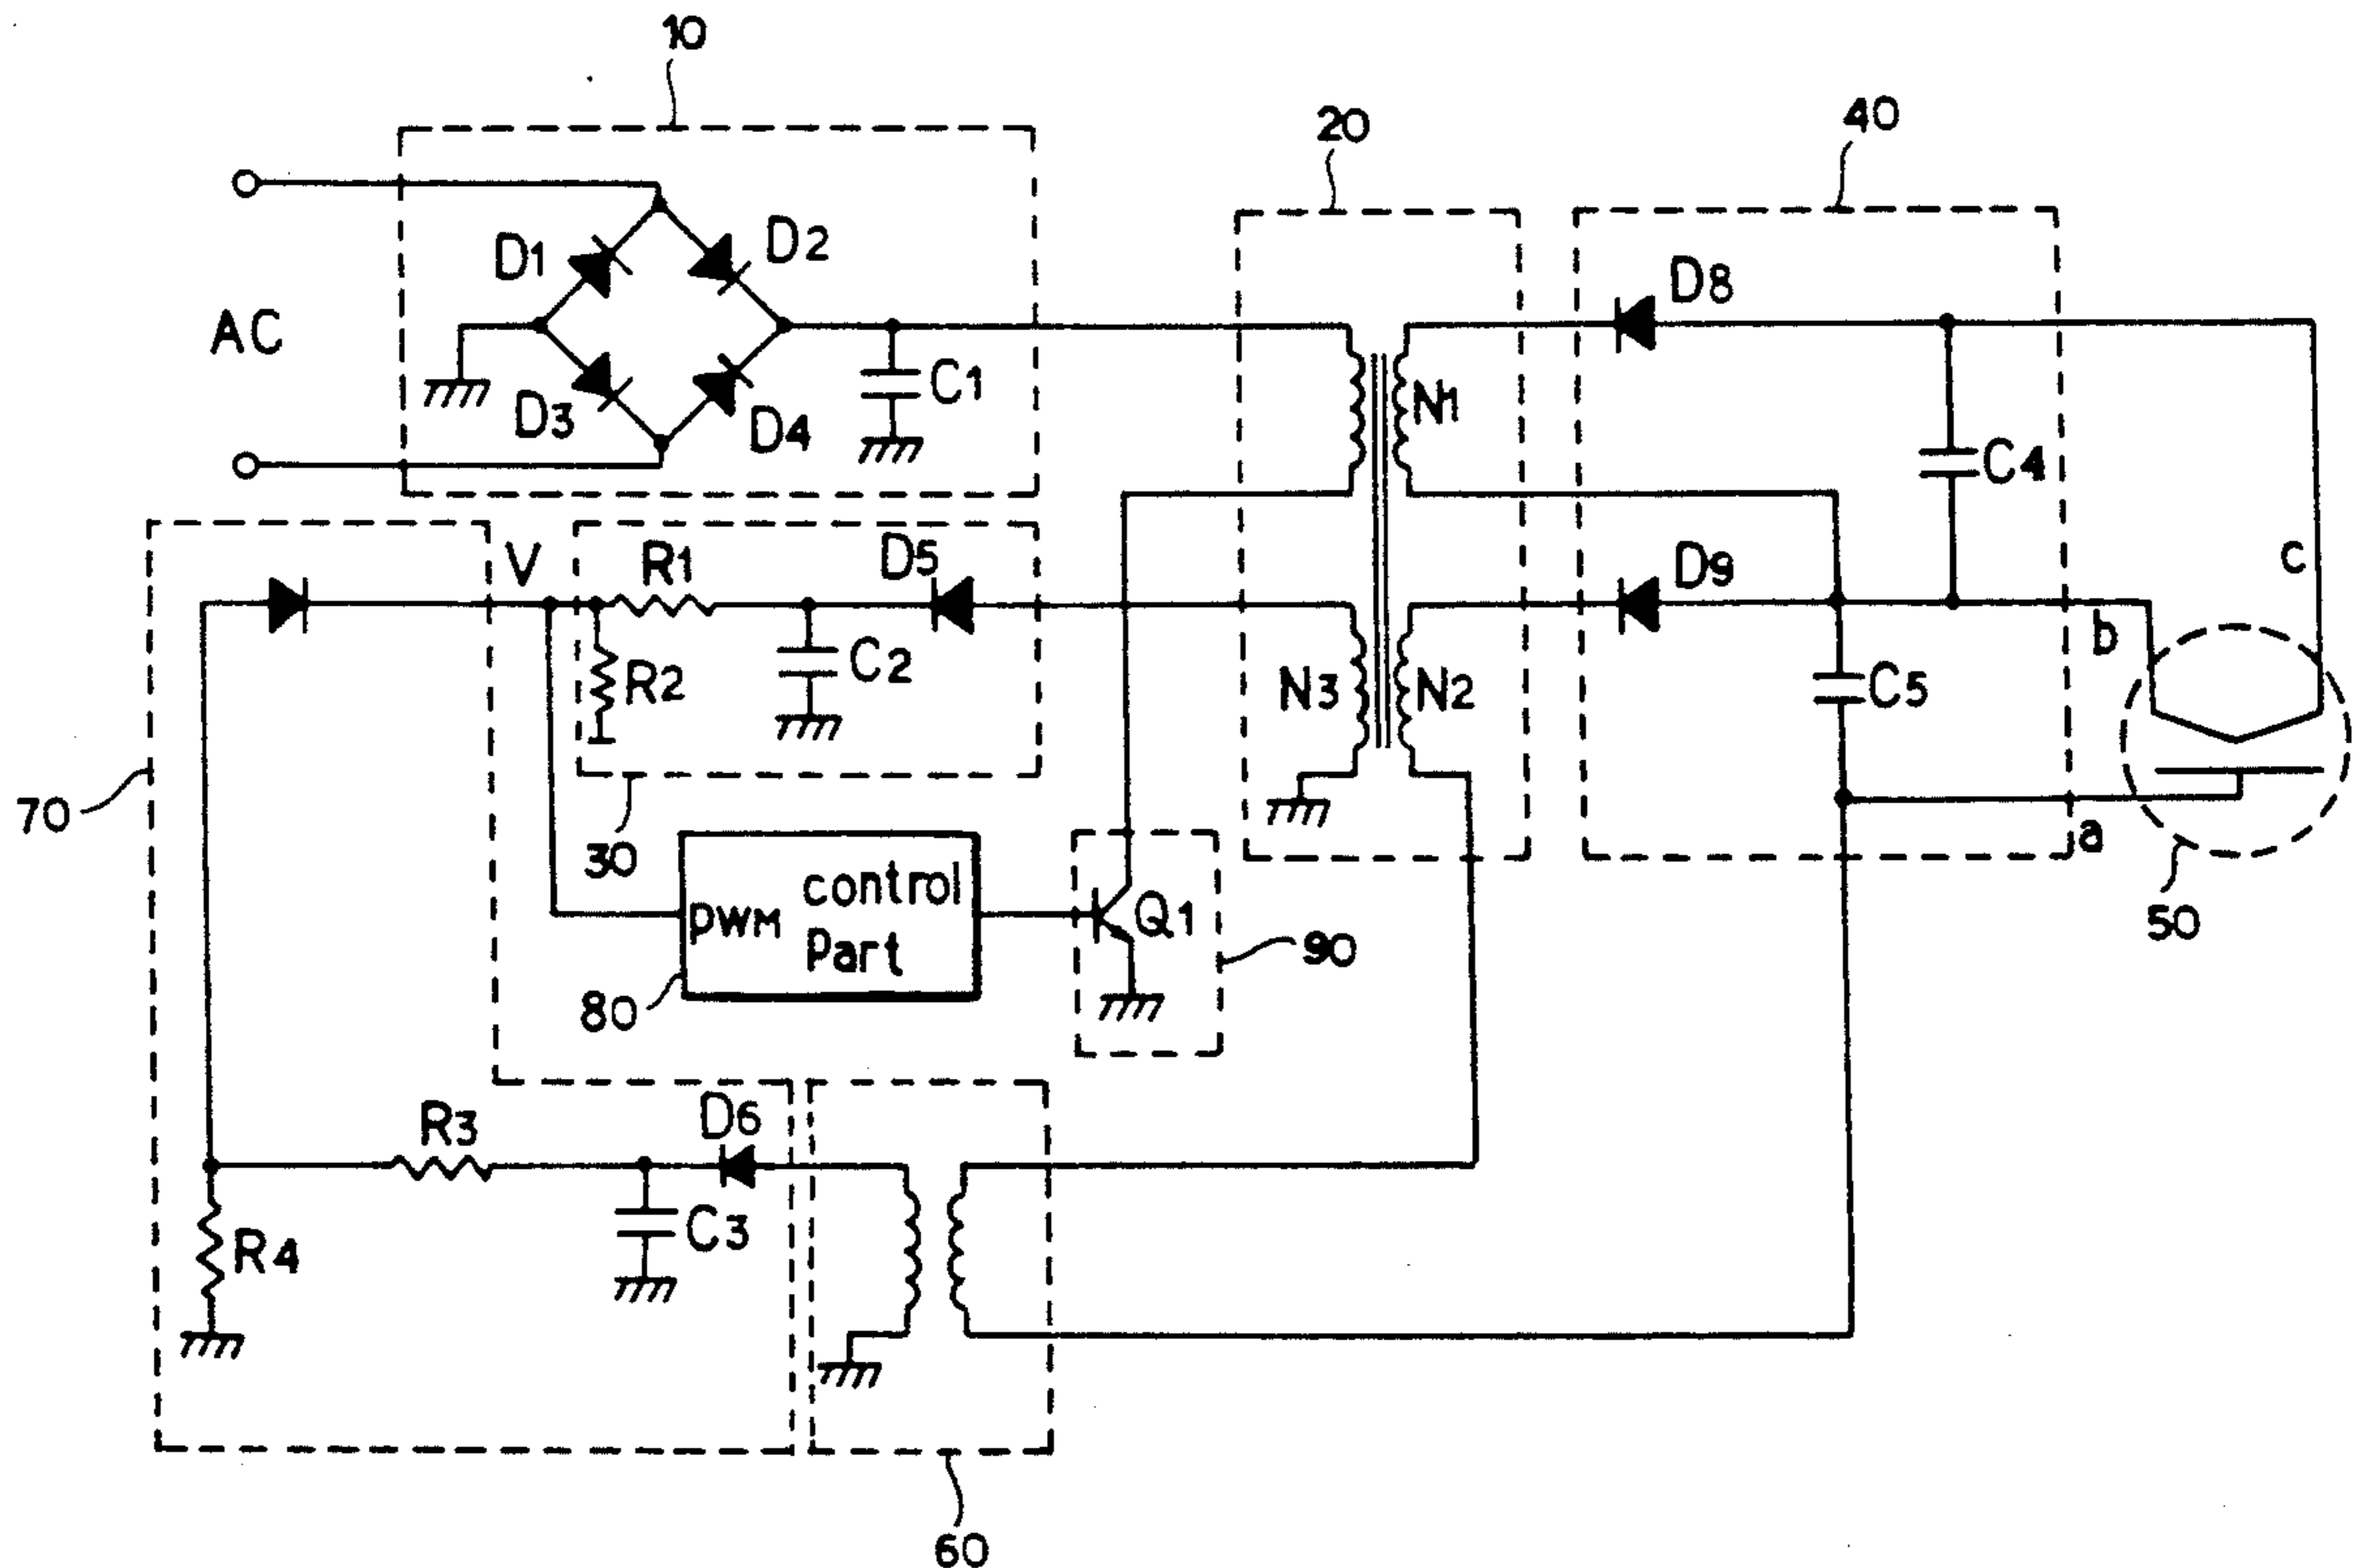 10
20
40
D1
D2
D8
AC
C1
N1
D3
D4
C4
V
R1
D5
D9
c
b
R2
C2
N3
N2
C5
70
30
a
PWM
control
Part
Q1
50
90
80
D6
R3
C3
R4
60